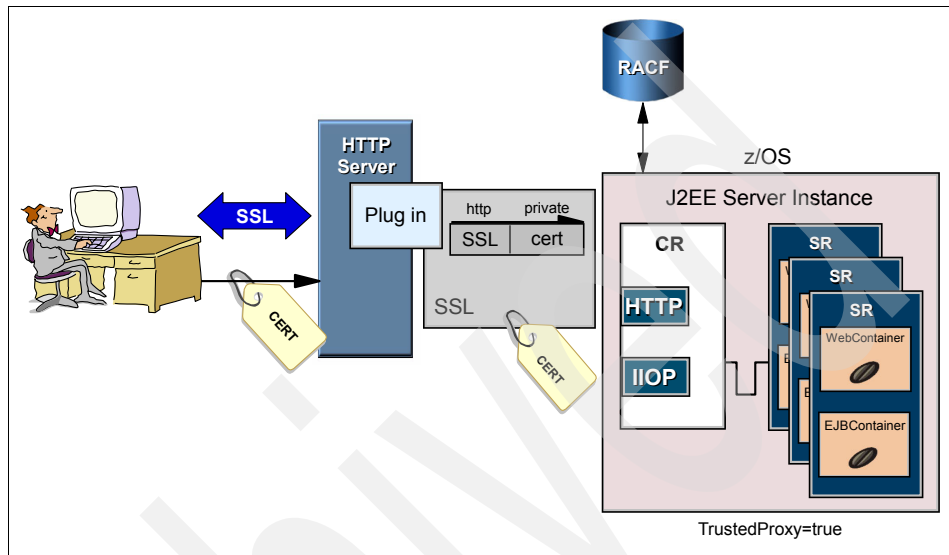 RACF
z/OS
HTTP
Server
J2EE Server Instance
SSL
Plug in
http private
SSL cert
SSL
CERT
CERT
CR
HTTP
IIOP
SR
SR
SR
W
W
E
E
WebContainer
EJBContainer
TrustedProxy=true